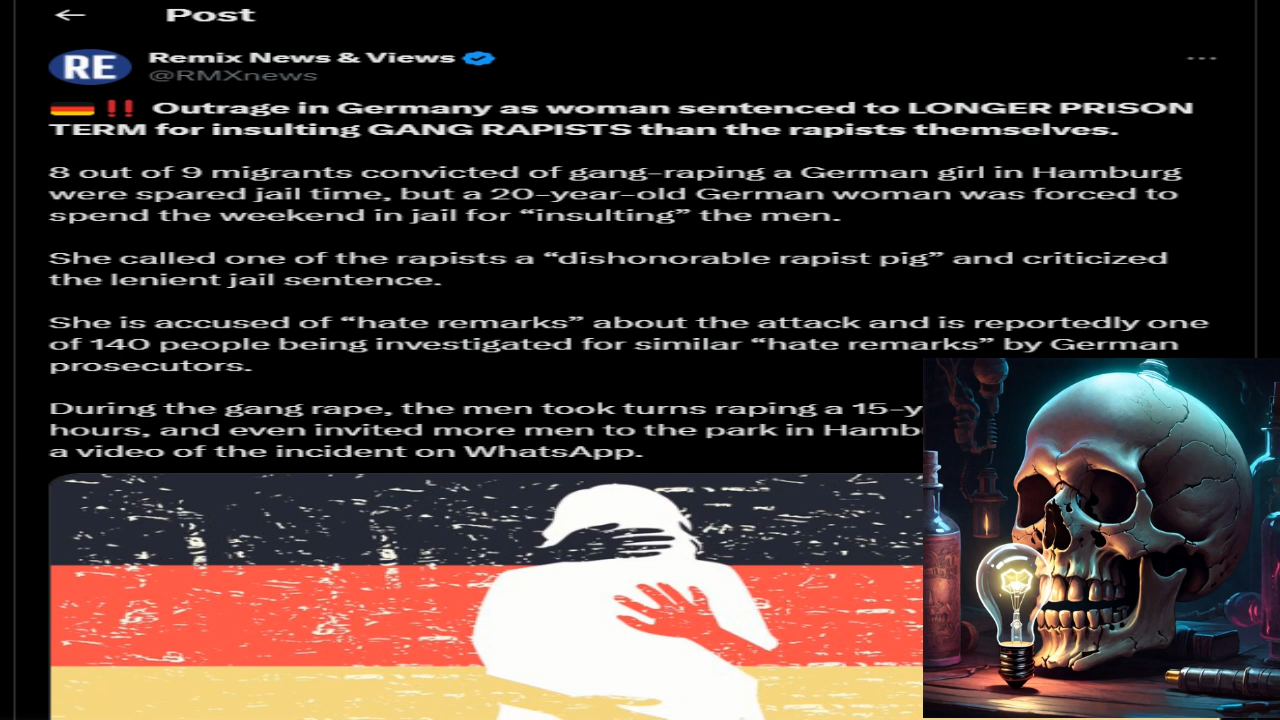 Post
RE
Remix News & Views
@RMXnews
!! Outrage in Germany as woman sentenced to LONGER PRISON
TERM for insulting GANG RAPISTS than the rapists themselves.
8 out of 9 migrants convicted of gang-raping a German girl in Hamburg
were spared jail time, but a 20-year-old German woman was forced to
spend the weekend in jail for “insulting” the men.
She called one of the rapists a “dishonorable rapist pig” and criticized
the lenient jail sentence.
She is accused of “hate remarks” about the attack and is reportedly one
of 140 people being investigated for similar “hate remarks” by German
prosecutors.
During the gang rape, the men took turns raping a 15-y
hours, and even invited more men to the park in Hamb
a video of the incident on WhatsApp.